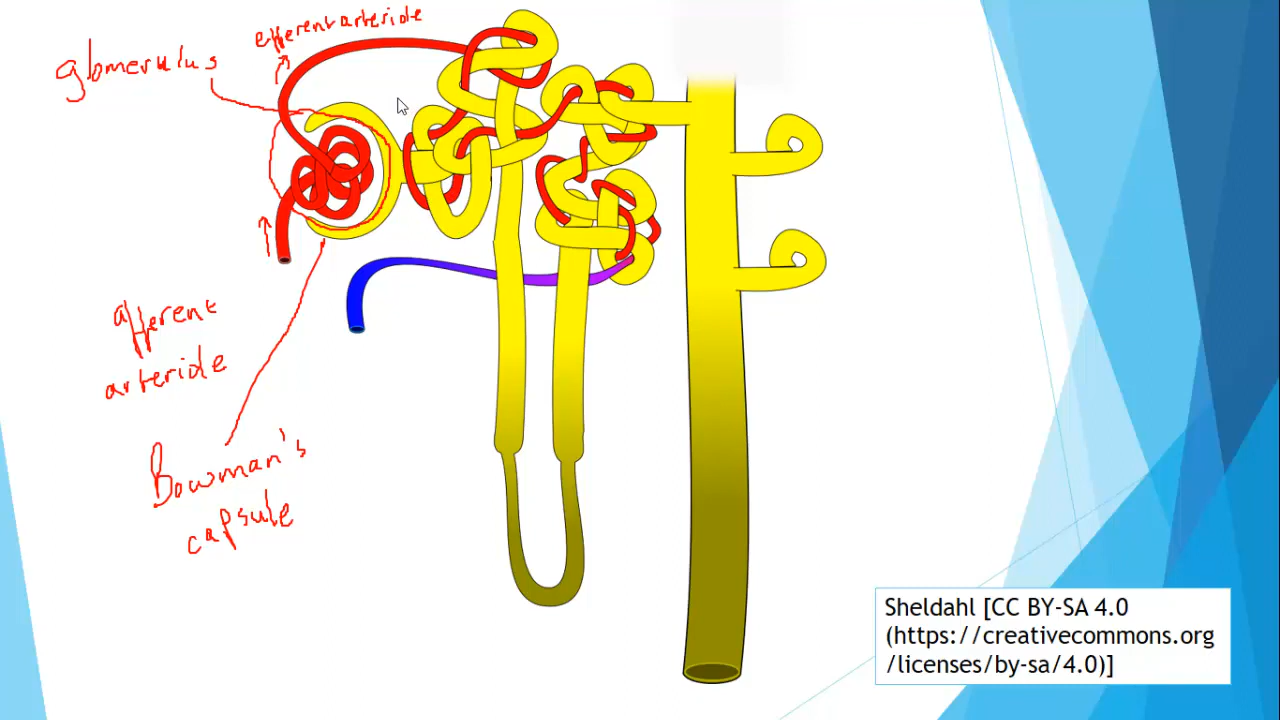 efferent arteriole
glomerulus
afferent
arteriole
Bowman's
capsule
Sheldahl [CC BY-SA 4.0
(https://creativecommons.org
/licenses/by-sa/4.0)]